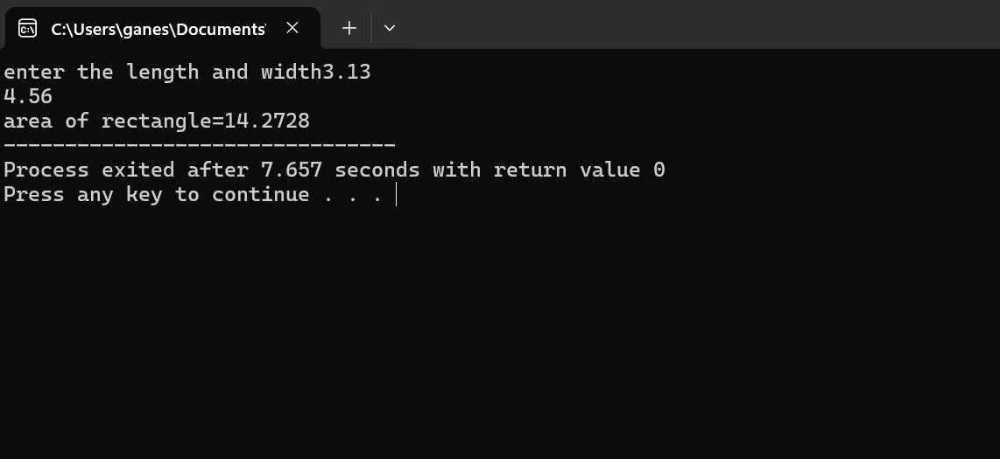 C:\Users\ganes\Documents\
enter the length and width3.13
4.56
area of rectangle=14.2728
--------------------------------
Process exited after 7.657 seconds with return value 0
Press any key to continue . . .